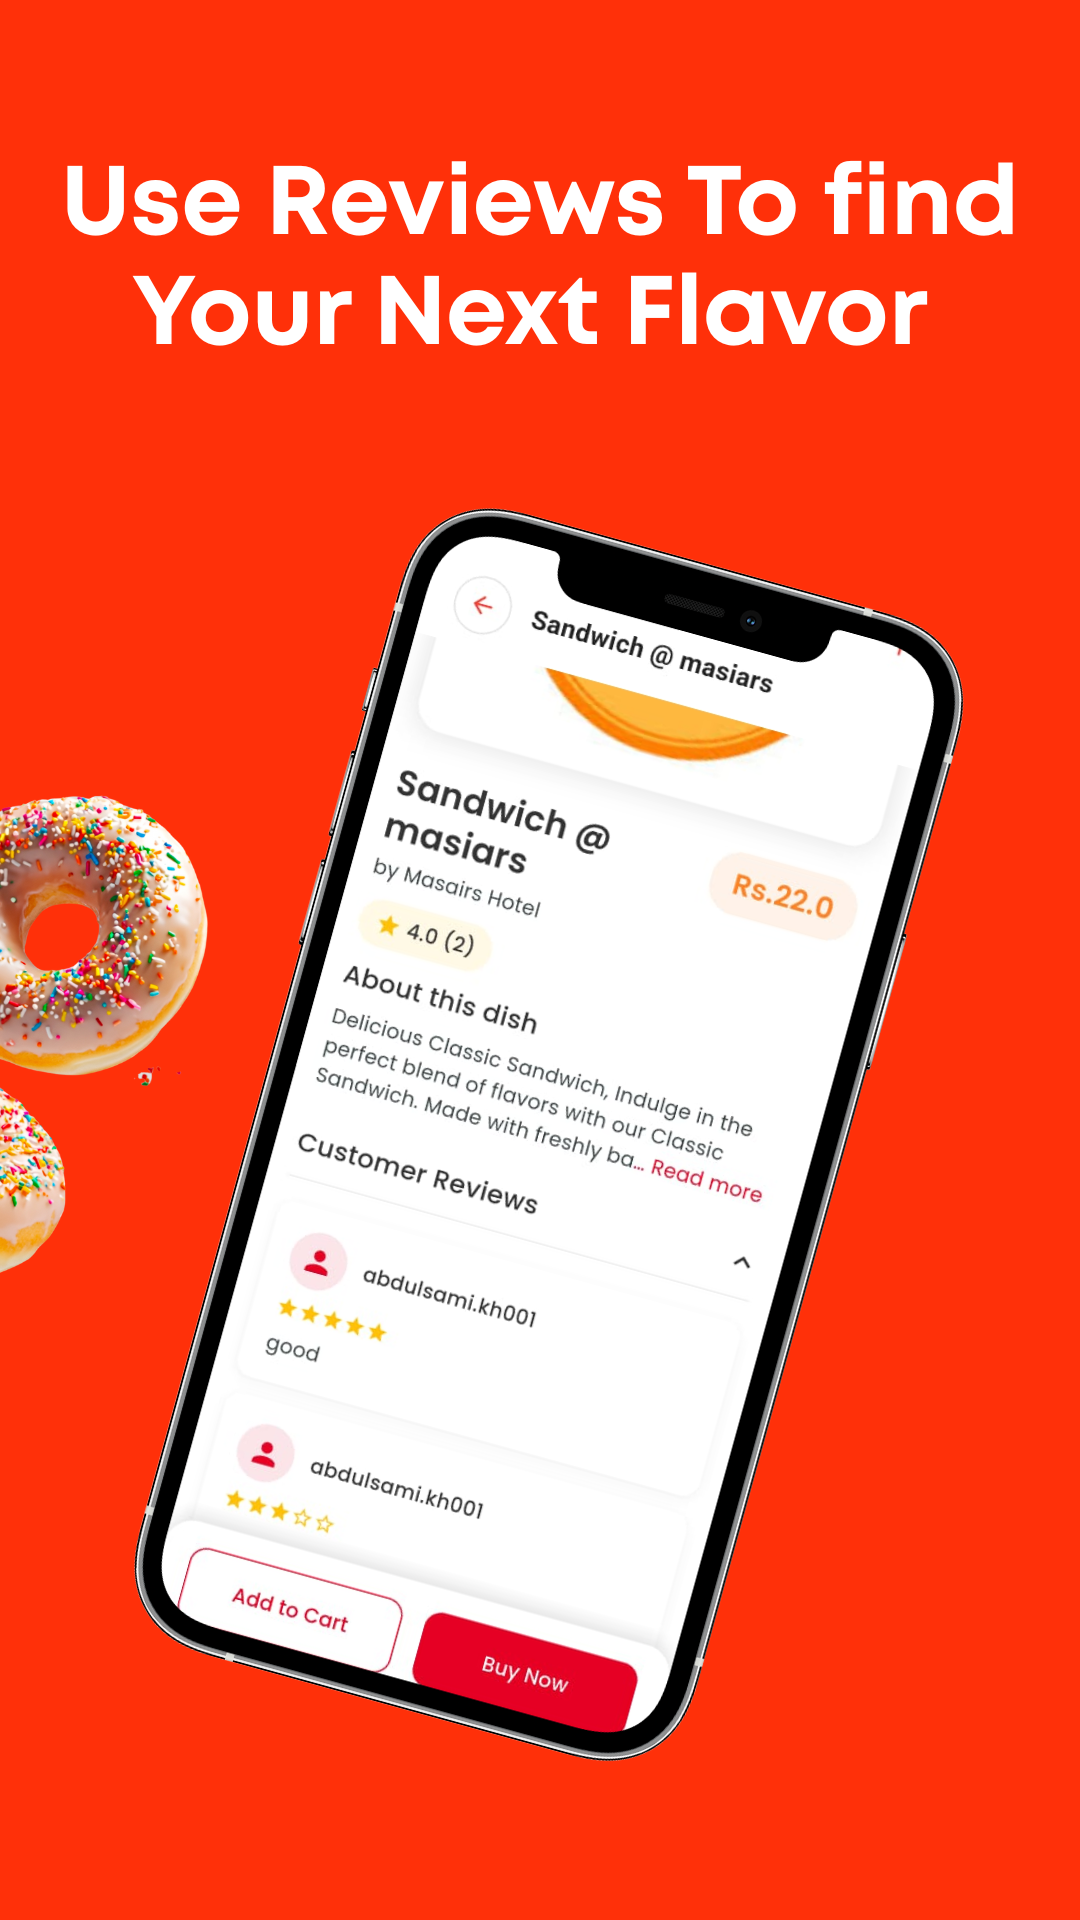 Use Reviews To find
Your Next Flavor
Sandwich @ masiars
Sandwich @
masiars
by Masairs Hotel
Rs.22.0
4.0 (2)
About this dish
Delicious Classic Sandwich, Indulge in the
perfect blend of flavors with our Classic
Sandwich. Made with freshly ba... Read more
Customer Reviews
abdulsami.kh001
good
abdulsami.kh001
Add to Cart
Buy Now